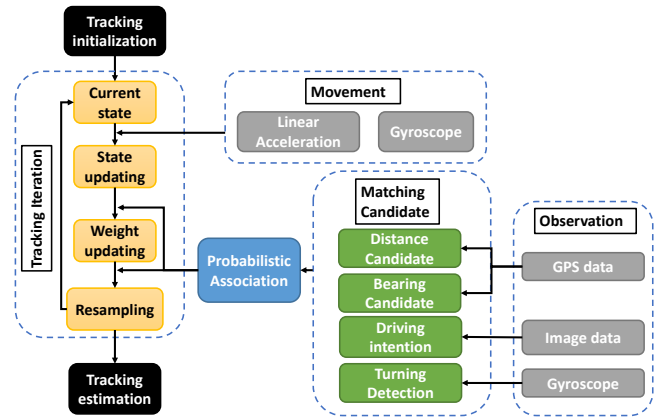 Tracking
initialization
Tracking Iteration
Current
state
State
updating
Weight
updating
Resampling
Tracking
estimation
Movement
Linear
Acceleration
Gyroscope
Probabilistic
Association
Matching
Candidate
Distance
Candidate
Bearing
Candidate
Driving
intention
Turning
Detection
Observation
GPS data
Image data
Gyroscope